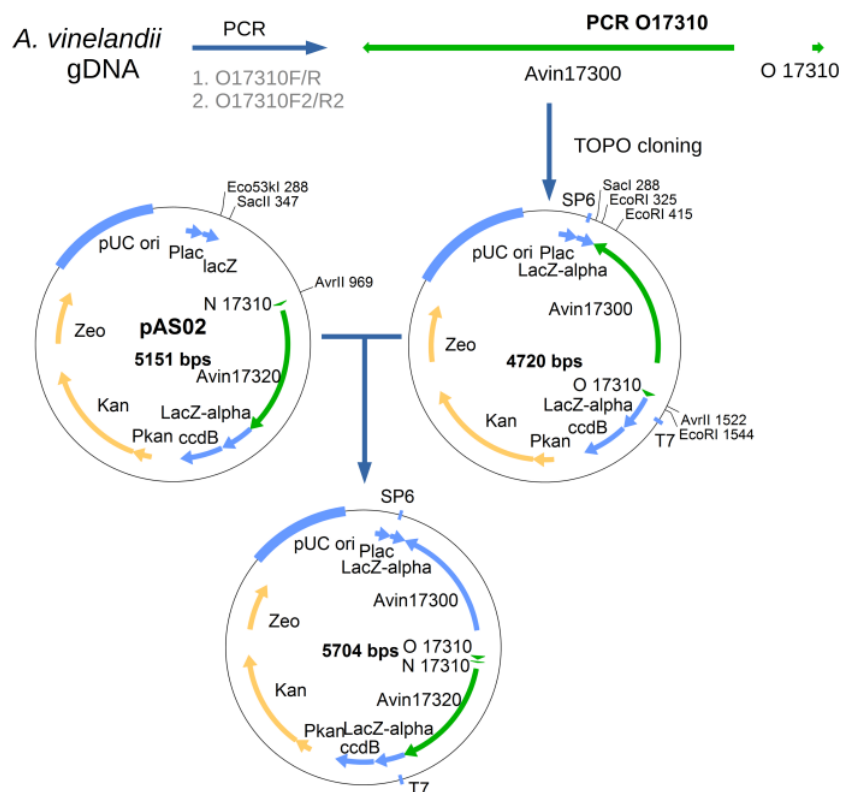 A. vinelandii
gDNA
PCR
1. O17310F/R
2. O17310F2/R2
PCR O17310
Avin17300
O 17310
TOPO cloning
Eco53kI 288
SacII 347
pUC ori
Plac
lacZ
AvrII 969
N 17310
Zeo
pAS02
5151 bps
Avin17320
Kan
LacZ-alpha
Pkan
ccdB
SP6
SacI 288
EcoRI 325
EcoRI 415
pUC ori
Plac
LacZ-alpha
Avin17300
Zeo
4720 bps
O 17310
Kan
LacZ-alpha
ccdB
Pkan
T7
AvrII 1522
EcoRI 1544
SP6
pUC ori
Plac
LacZ-alpha
Avin17300
Zeo
5704 bps
O 17310
N 17310
Kan
Avin17320
Pkan
LacZ-alpha
ccdB
T7